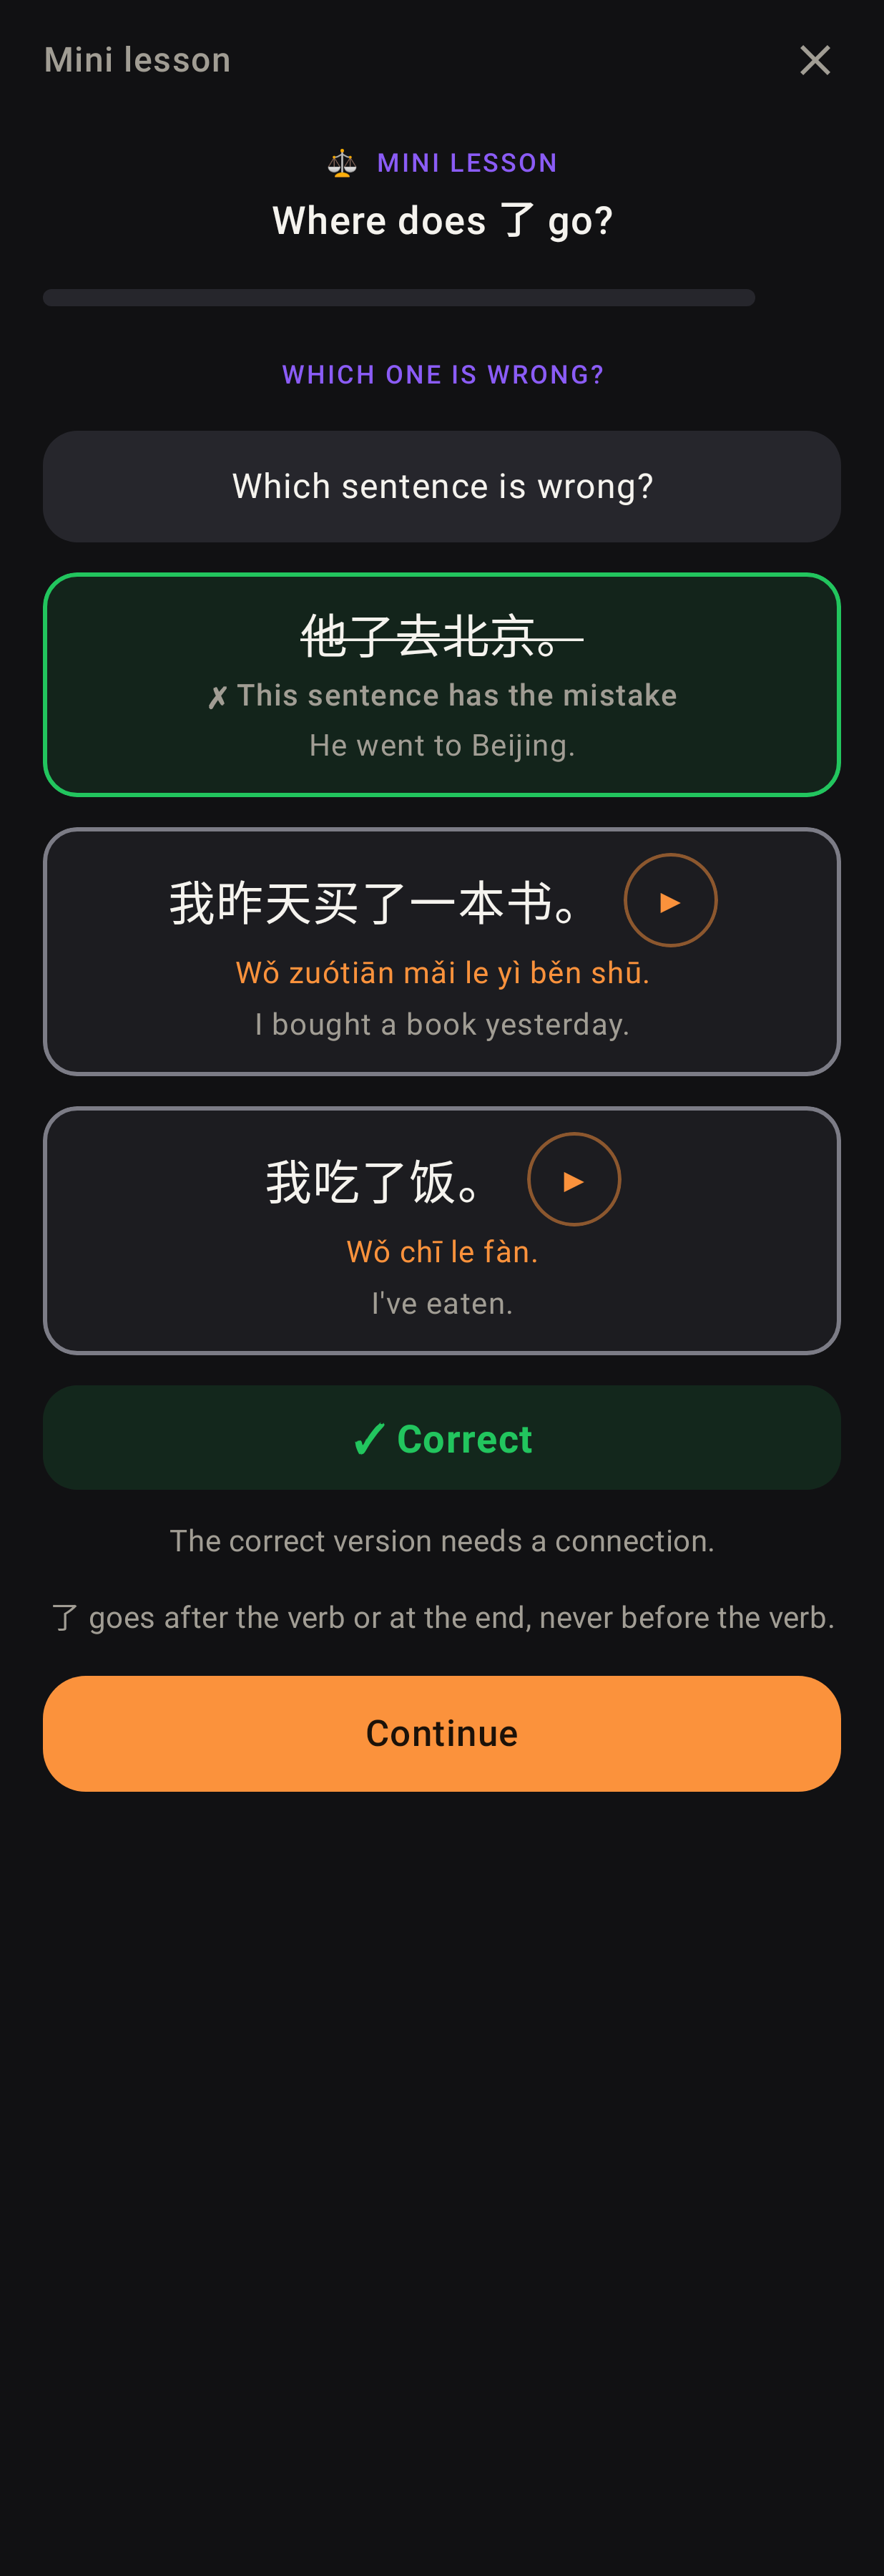 Mini lesson
⚖️ MINI LESSON
Where does 了 go?
WHICH ONE IS WRONG?
Which sentence is wrong?
他了去北京。
✗ This sentence has the mistake
He went to Beijing.
我昨天买了一本书。
Wǒ zuótiān mǎi le yì běn shū.
I bought a book yesterday.
我吃了饭。
Wǒ chī le fàn.
I've eaten.
✓ Correct
The correct version needs a connection.
了 goes after the verb or at the end, never before the verb.
Continue